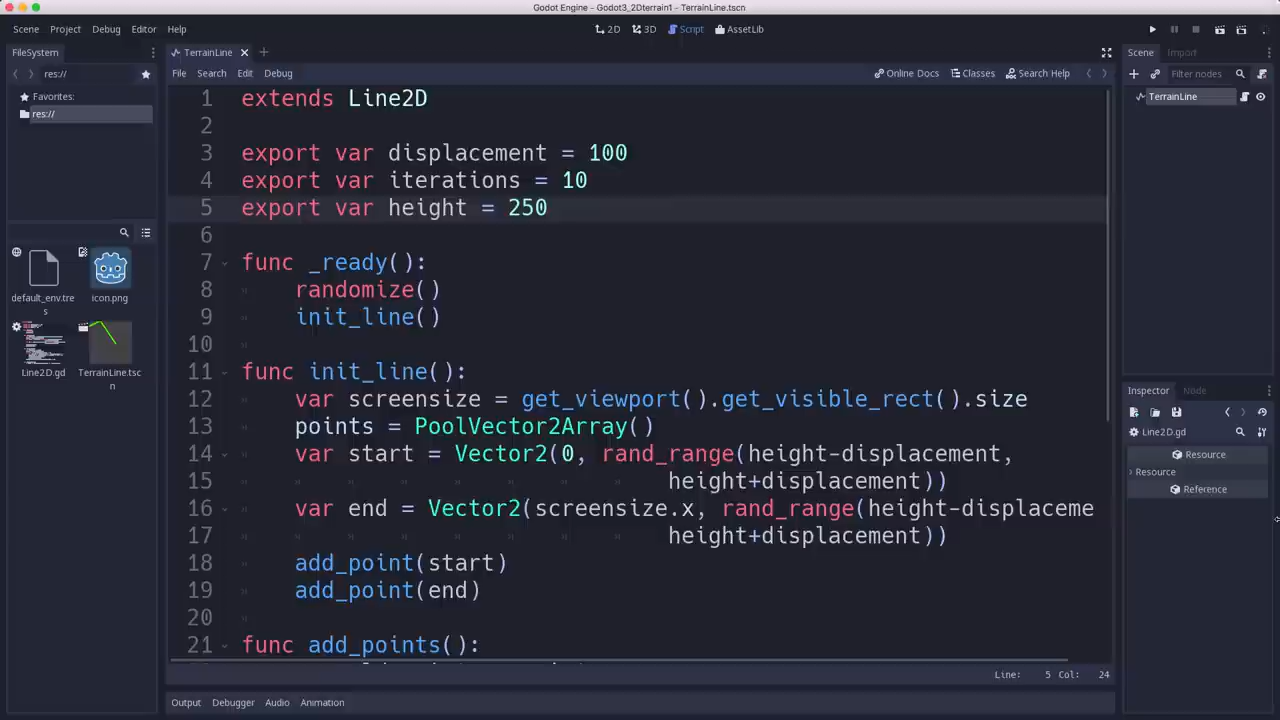 Godot Engine - Godot3_2Dterrain1 - TerrainLine.tscn
Scene Project Debug Editor Help
2D 3D Script AssetLib
FileSystem
TerrainLine
Scene Import
res://
File Search Edit Debug
Online Docs Classes Search Help
Filter nodes
Favorites:
res://
TerrainLine
1 extends Line2D
2
3 export var displacement = 100
4 export var iterations = 10
5 export var height = 250
6
7 func _ready():
8 randomize()
9 init_line()
10
11 func init_line():
12 var screensize = get_viewport().get_visible_rect().size
13 points = PoolVector2Array()
14 var start = Vector2(0, rand_range(height-displacement,
15 height+displacement))
16 var end = Vector2(screensize.x, rand_range(height-displaceme
17 height+displacement))
18 add_point(start)
19 add_point(end)
20
21 func add_points():
default_env.tre
s
icon.png
Line2D.gd
TerrainLine.tsc
n
Inspector Node
Line2D.gd
Resource
Resource
Reference
Line: 5 Col: 24
Output Debugger Audio Animation